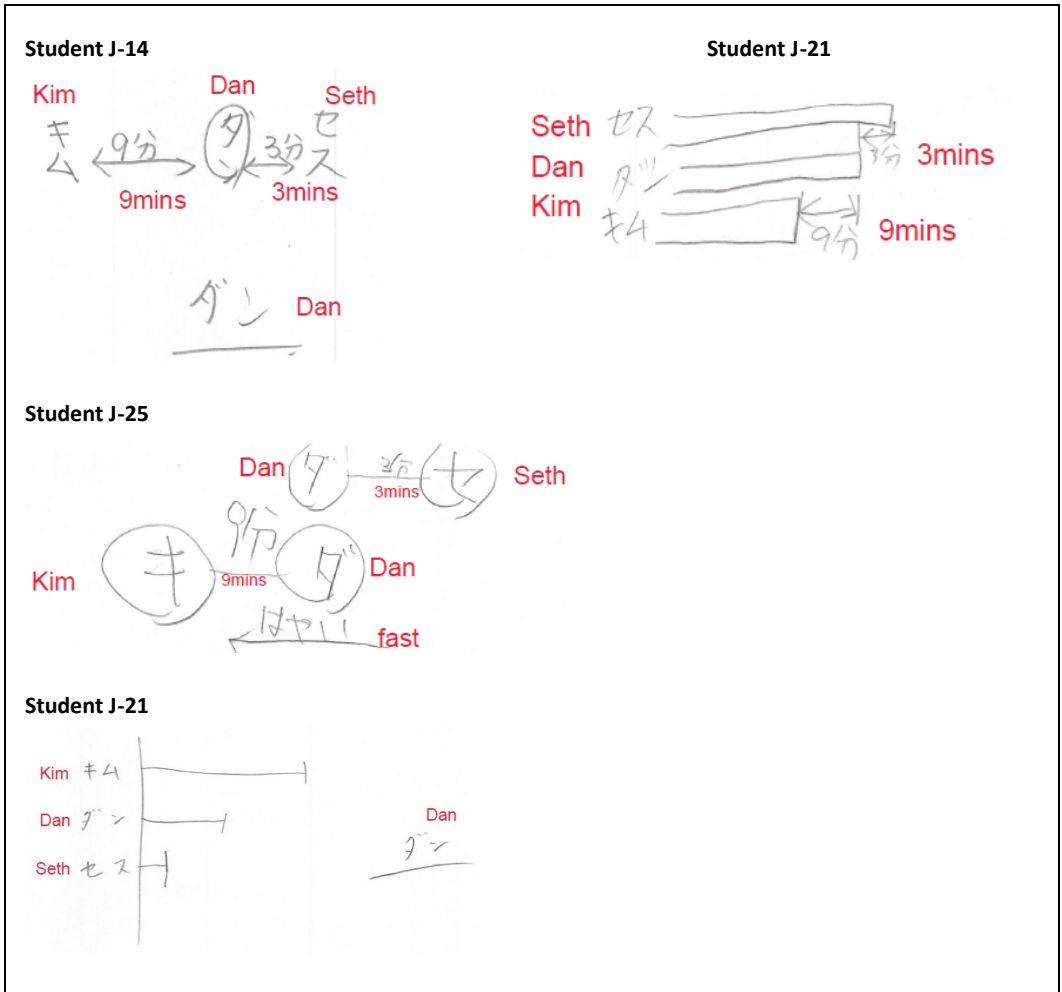 Student J-14
Kim
Dan
Seth
キム
9分
ダン
3分
セス
9mins
3mins
ダン Dan
Student J-21
Seth セス
Dan ダン
3分 3mins
Kim キム
9分 9mins
Student J-25
Dan ダ 3分 セ Seth
3mins
9分
Kim キ 9mins ダ Dan
はやい fast
Student J-21
Kim キム
Dan ダン
Seth セス
Dan
ダン